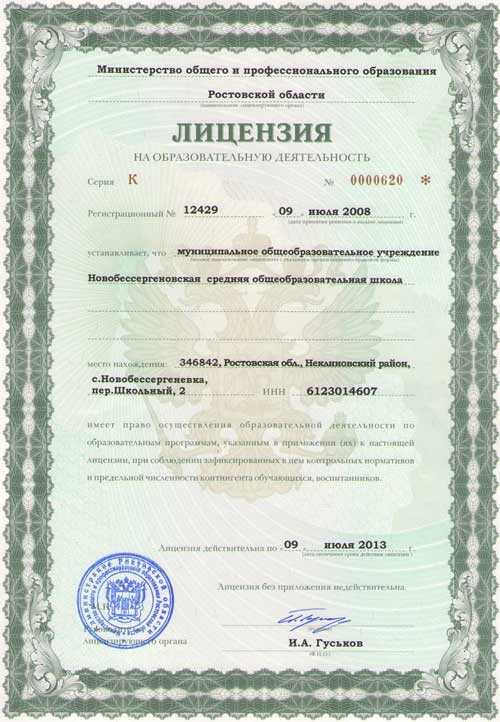 Министерство общего и профессионального образования
Ростовской области
(наименование лицензирующего органа)
ЛИЦЕНЗИЯ
НА ОБРАЗОВАТЕЛЬНУЮ ДЕЯТЕЛЬНОСТЬ
Серия К № 0000620 *
Регистрационный № 12429 « 09 » июля 2008 г.
(дата принятия решения о выдаче лицензии)
устанавливает, что муниципальное общеобразовательное учреждение
(полное наименование лицензиата с указанием организационно-правовой формы)
Новобессергеновская средняя общеобразовательная школа
место нахождения: 346842, Ростовская обл., Неклиновский район,
с.Новобессергеневка,
пер.Школьный, 2 ИНН 6123014607
имеет право осуществления образовательной деятельности по
образовательным программам, указанным в приложении (ях) к настоящей
лицензии, при соблюдении зафиксированных в нем контрольных нормативов
и предельной численности контингента обучающихся, воспитанников.
Лицензия действительна по « 09 » июля 2013 г.
(дата окончания срока действия лицензии)
Лицензия без приложения недействительна.
М.П.
лицензирующего органа
И.А. Гуськов
(Ф.И.О.)